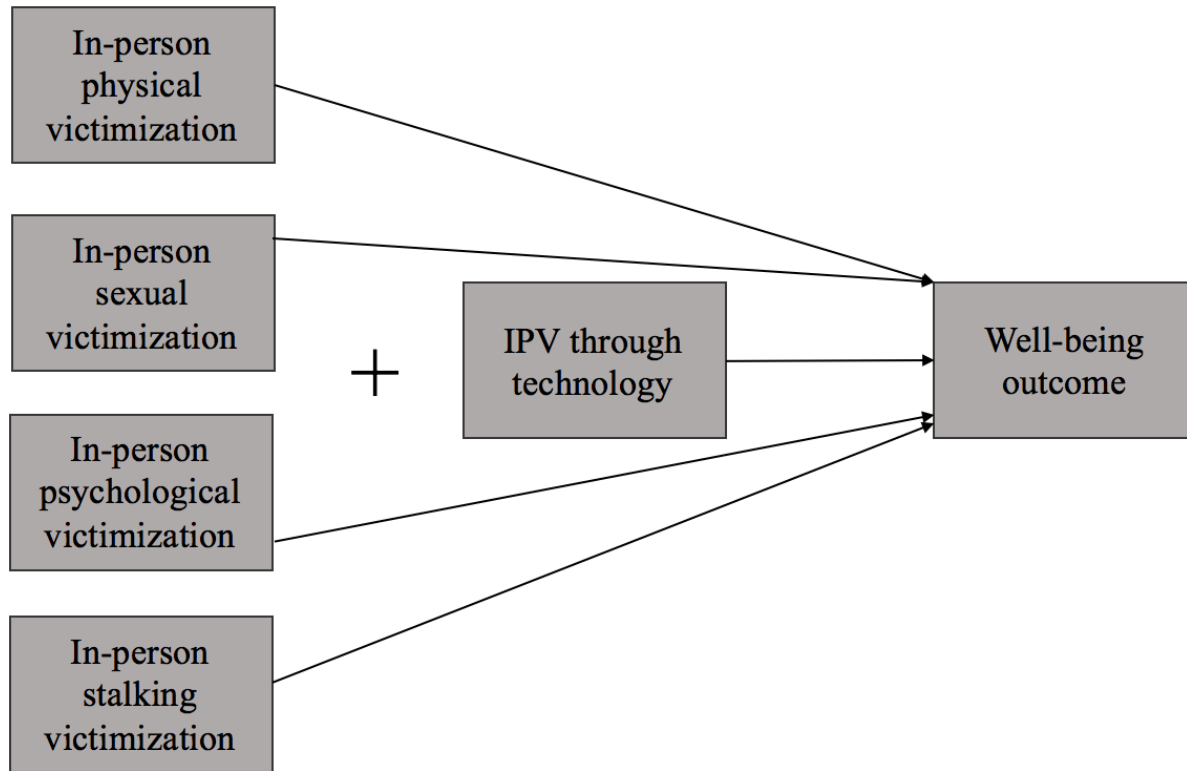 In-person
physical
victimization
In-person
sexual
victimization
+
IPV through
technology
Well-being
outcome
In-person
psychological
victimization
In-person
stalking
victimization